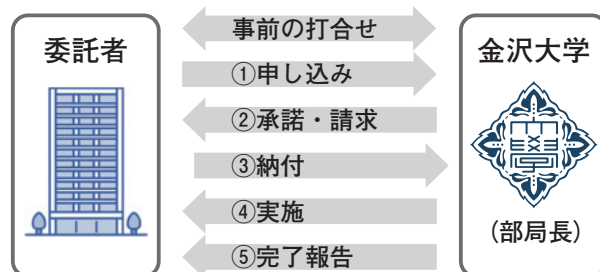 委託者
事前の打合せ
①申し込み
②承諾・請求
③納付
④実施
⑤完了報告
金沢大学
(部局長)